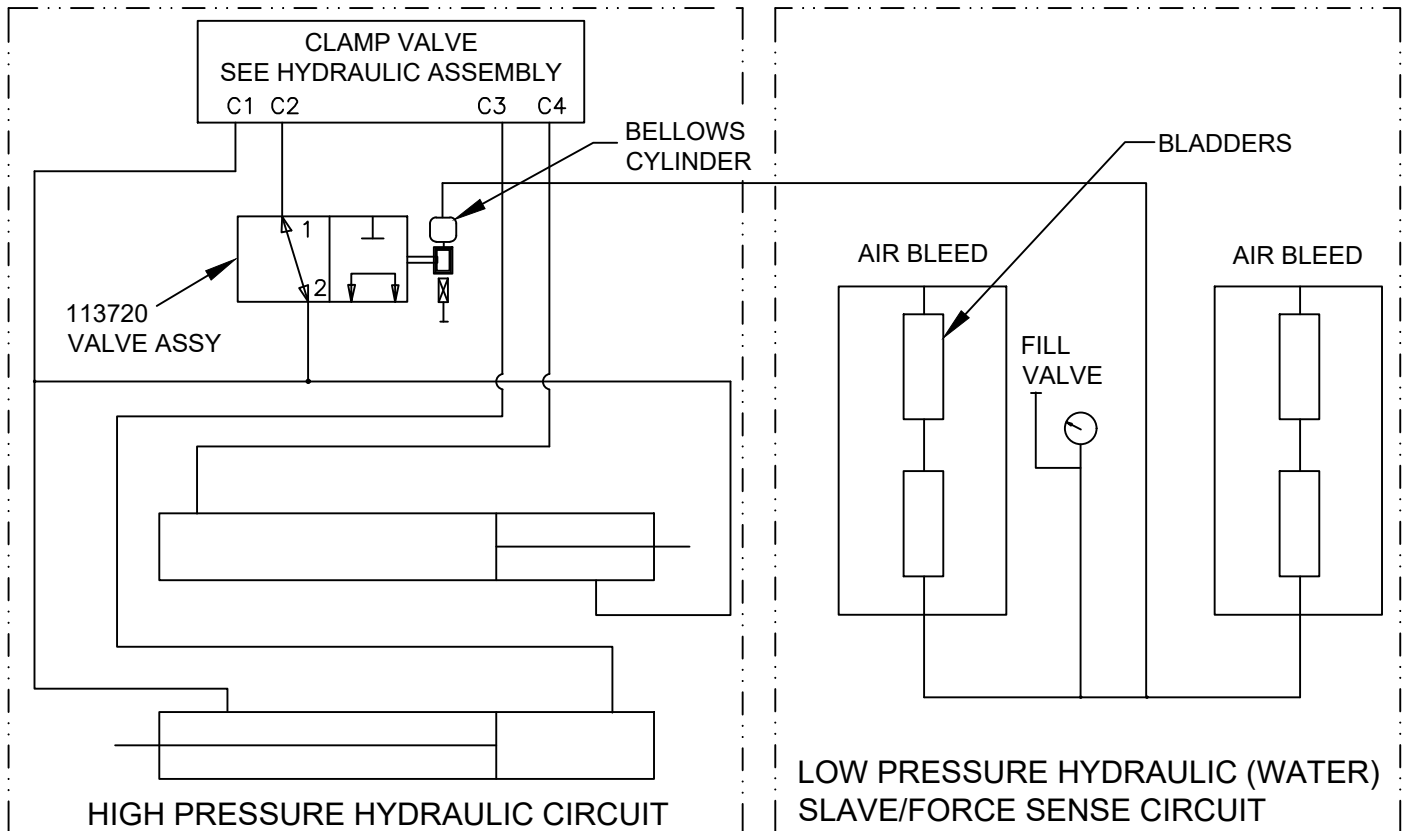 CLAMP VALVE
SEE HYDRAULIC ASSEMBLY
C1 C2 C3 C4
BELLOWS
CYLINDER
BLADDERS
1
2
113720
VALVE ASSY
AIR BLEED
AIR BLEED
FILL
VALVE
HIGH PRESSURE HYDRAULIC CIRCUIT
LOW PRESSURE HYDRAULIC (WATER)
SLAVE/FORCE SENSE CIRCUIT